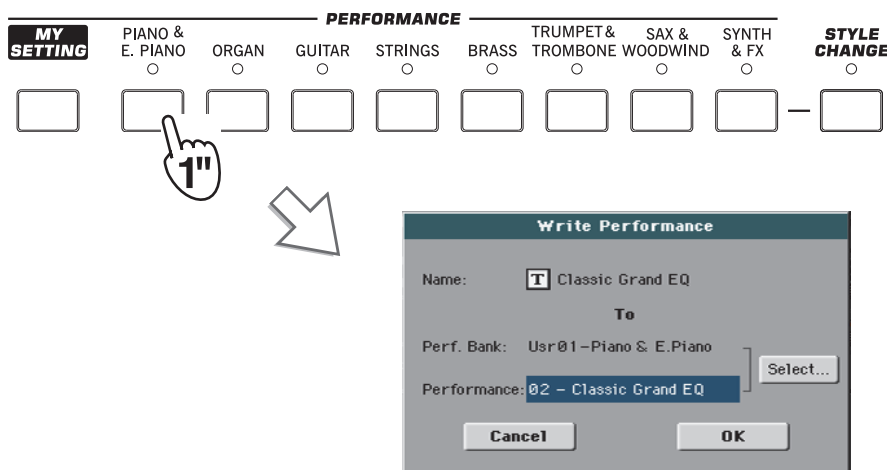 PERFORMANCE
MY SETTING
PIANO & E. PIANO
ORGAN
GUITAR
STRINGS
BRASS
TRUMPET & TROMBONE
SAX & WOODWIND
SYNTH & FX
STYLE CHANGE
1"
Write Performance
Name: T Classic Grand EQ
To
Perf. Bank: Usr01-Piano & E.Piano
Select...
Performance: 02 - Classic Grand EQ
Cancel OK